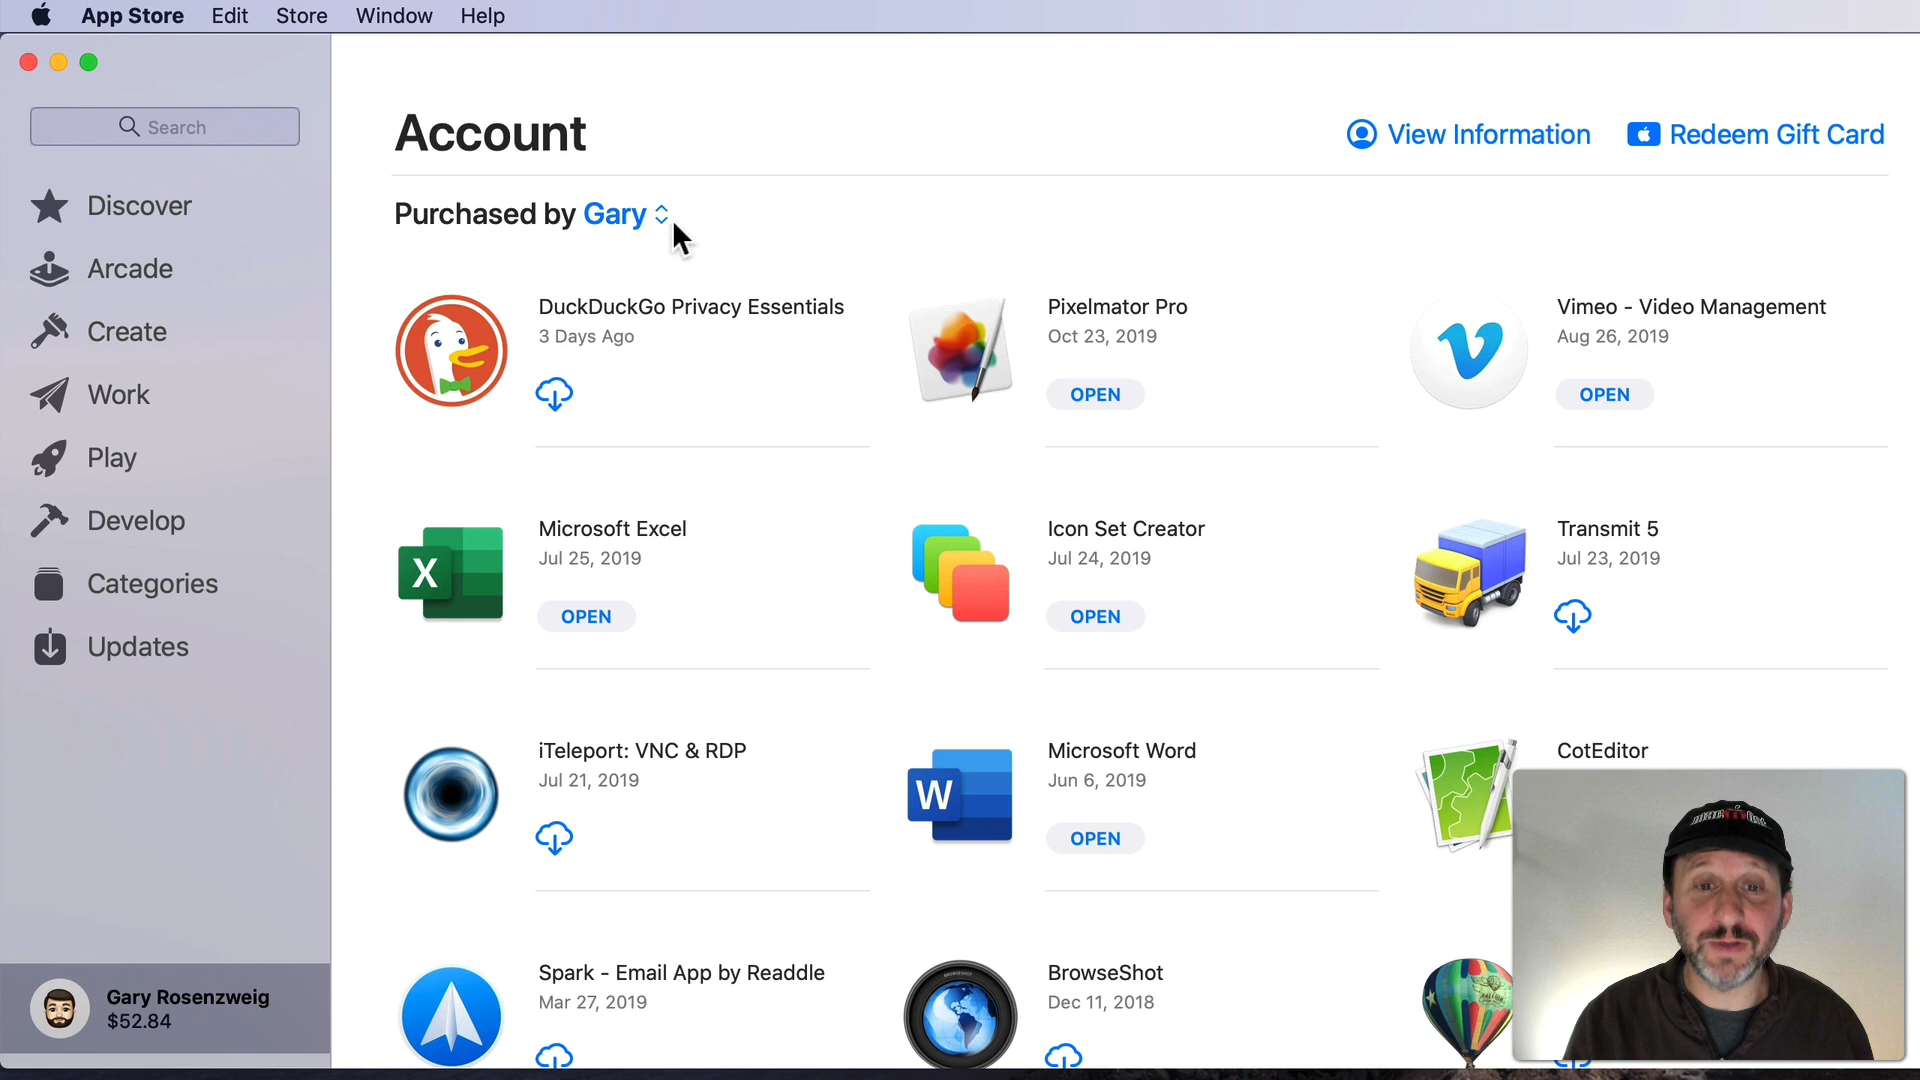 App Store Edit Store Window Help
Search
Discover
Arcade
Create
Work
Play
Develop
Categories
Updates
Gary Rosenzweig
$52.84
Account
View Information
Redeem Gift Card
Purchased by Gary
DuckDuckGo Privacy Essentials
3 Days Ago
Pixelmator Pro
Oct 23, 2019
OPEN
Vimeo - Video Management
Aug 26, 2019
OPEN
X
Microsoft Excel
Jul 25, 2019
OPEN
Icon Set Creator
Jul 24, 2019
OPEN
Transmit 5
Jul 23, 2019
iTeleport: VNC & RDP
Jul 21, 2019
W
Microsoft Word
Jun 6, 2019
OPEN
CotEditor
Spark - Email App by Readdle
Mar 27, 2019
BROWSESHOT
BrowseShot
Dec 11, 2018